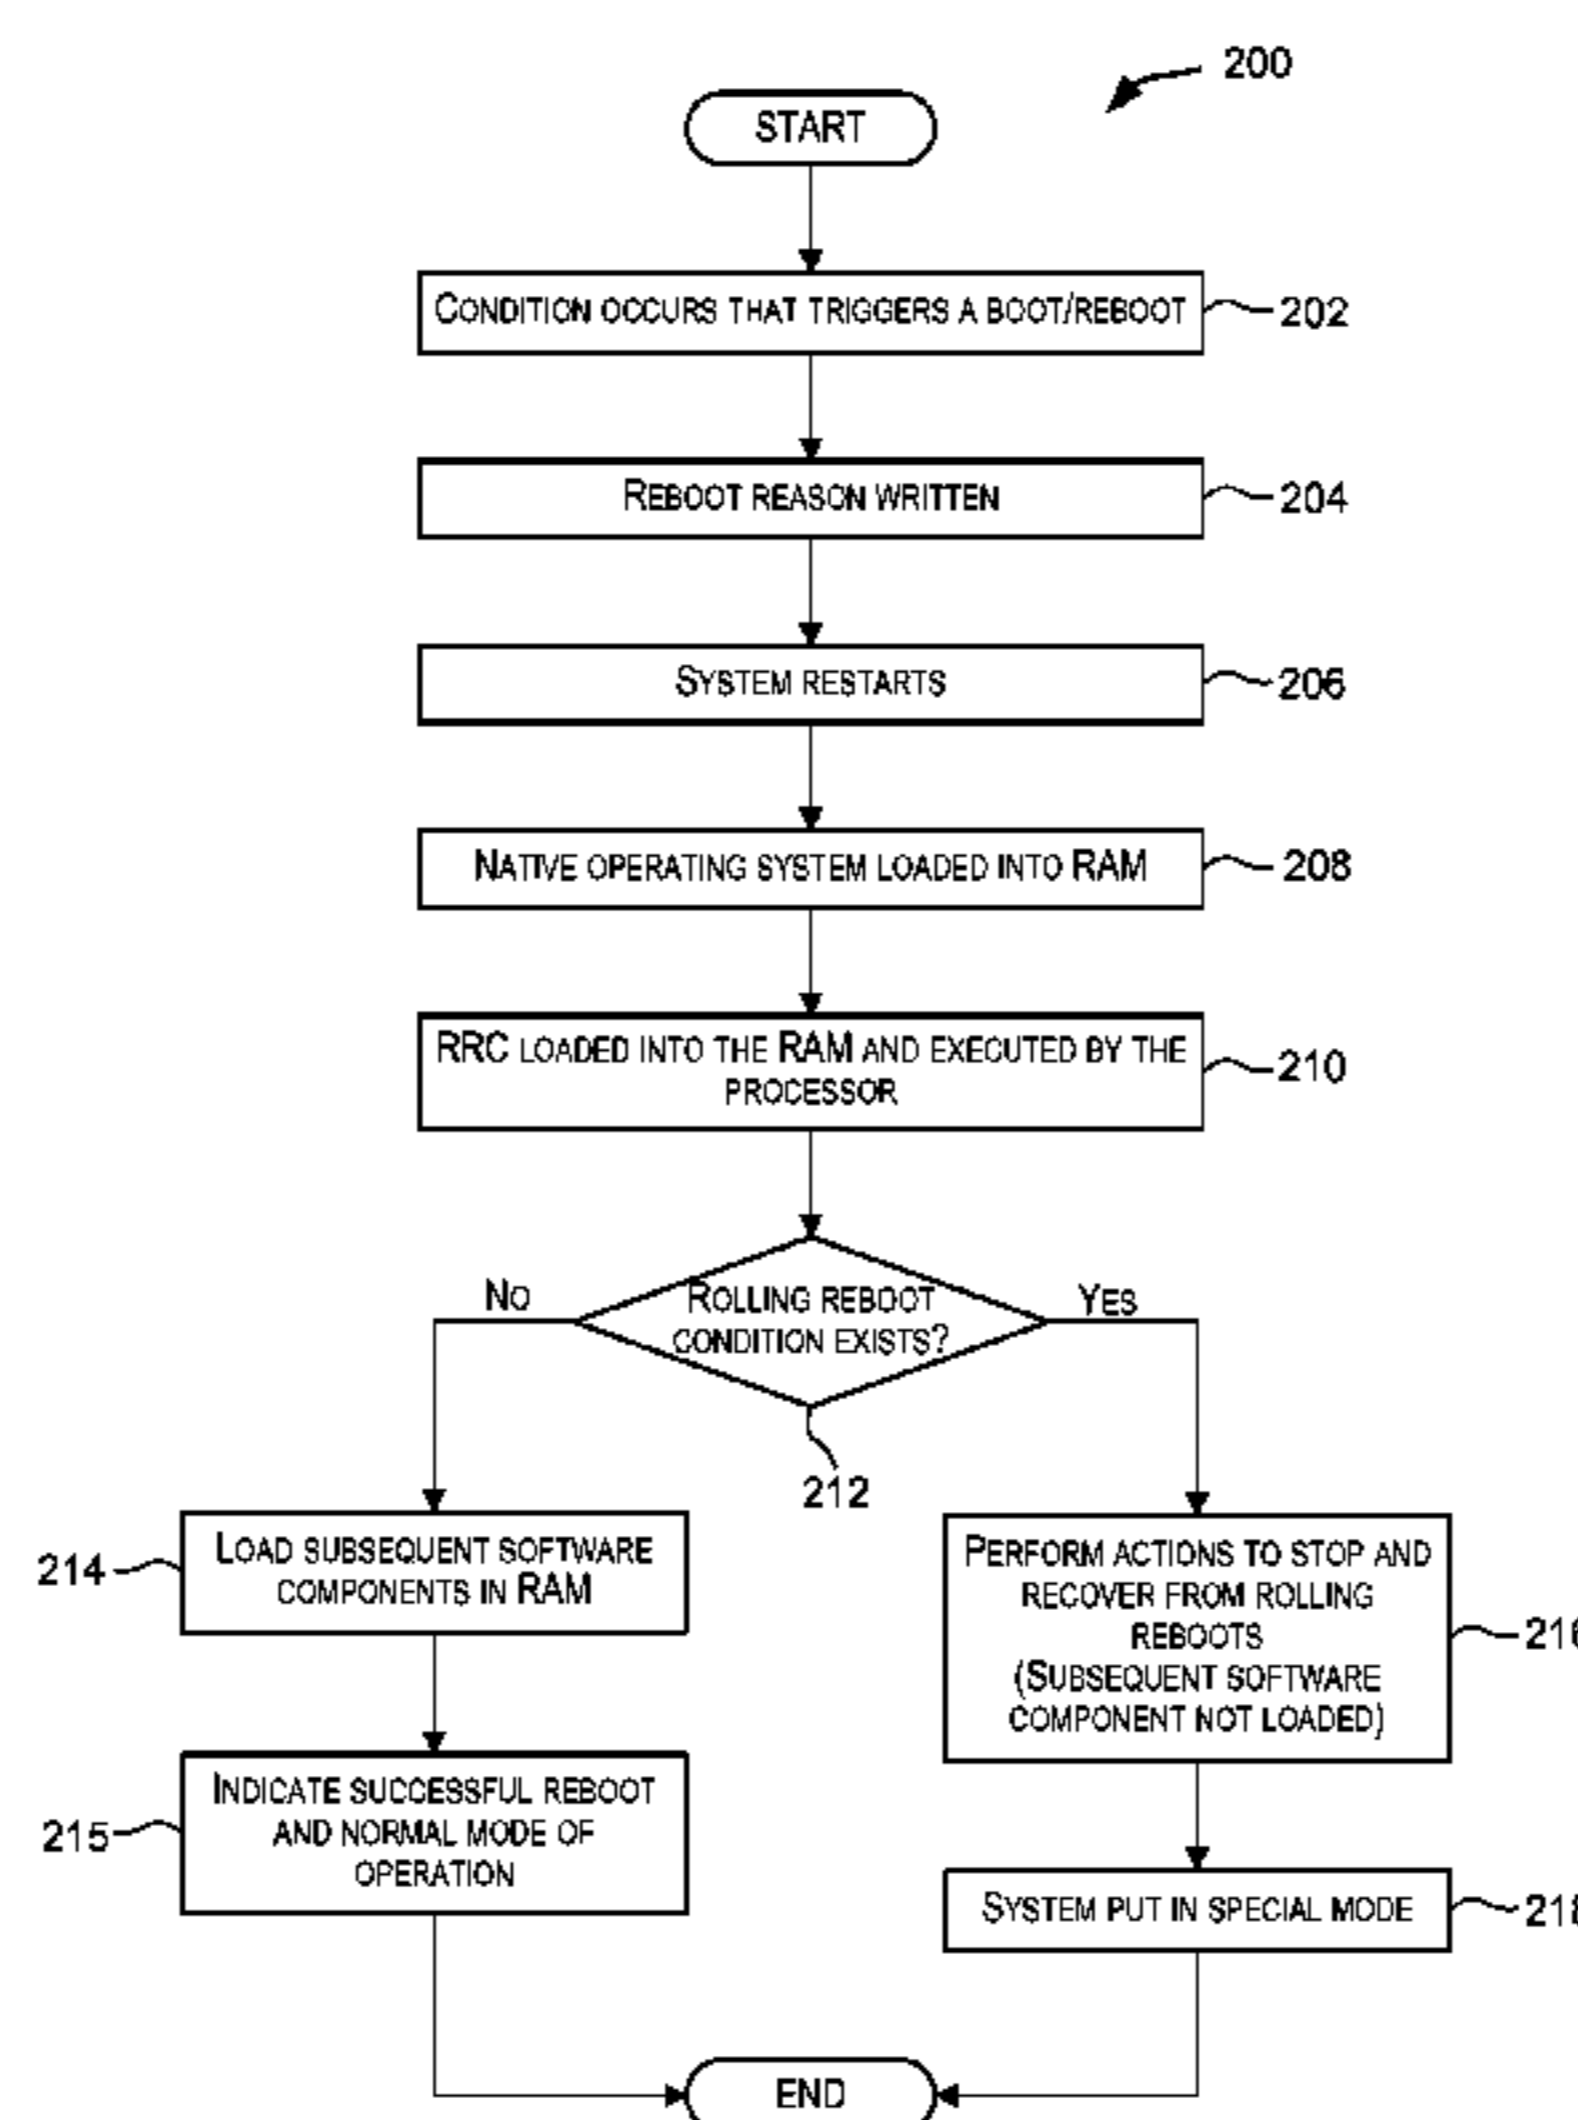 200
START
CONDITION OCCURS THAT TRIGGERS A BOOT/REBOOT
202
REBOOT REASON WRITTEN
204
SYSTEM RESTARTS
206
NATIVE OPERATING SYSTEM LOADED INTO RAM
208
RRC LOADED INTO THE RAM AND EXECUTED BY THE
PROCESSOR
210
NO
ROLLING REBOOT
CONDITION EXISTS?
YES
212
214
LOAD SUBSEQUENT SOFTWARE
COMPONENTS IN RAM
PERFORM ACTIONS TO STOP AND
RECOVER FROM ROLLING
REBOOTS
(SUBSEQUENT SOFTWARE
COMPONENT NOT LOADED)
215
INDICATE SUCCESSFUL REBOOT
AND NORMAL MODE OF
OPERATION
SYSTEM PUT IN SPECIAL MODE
END